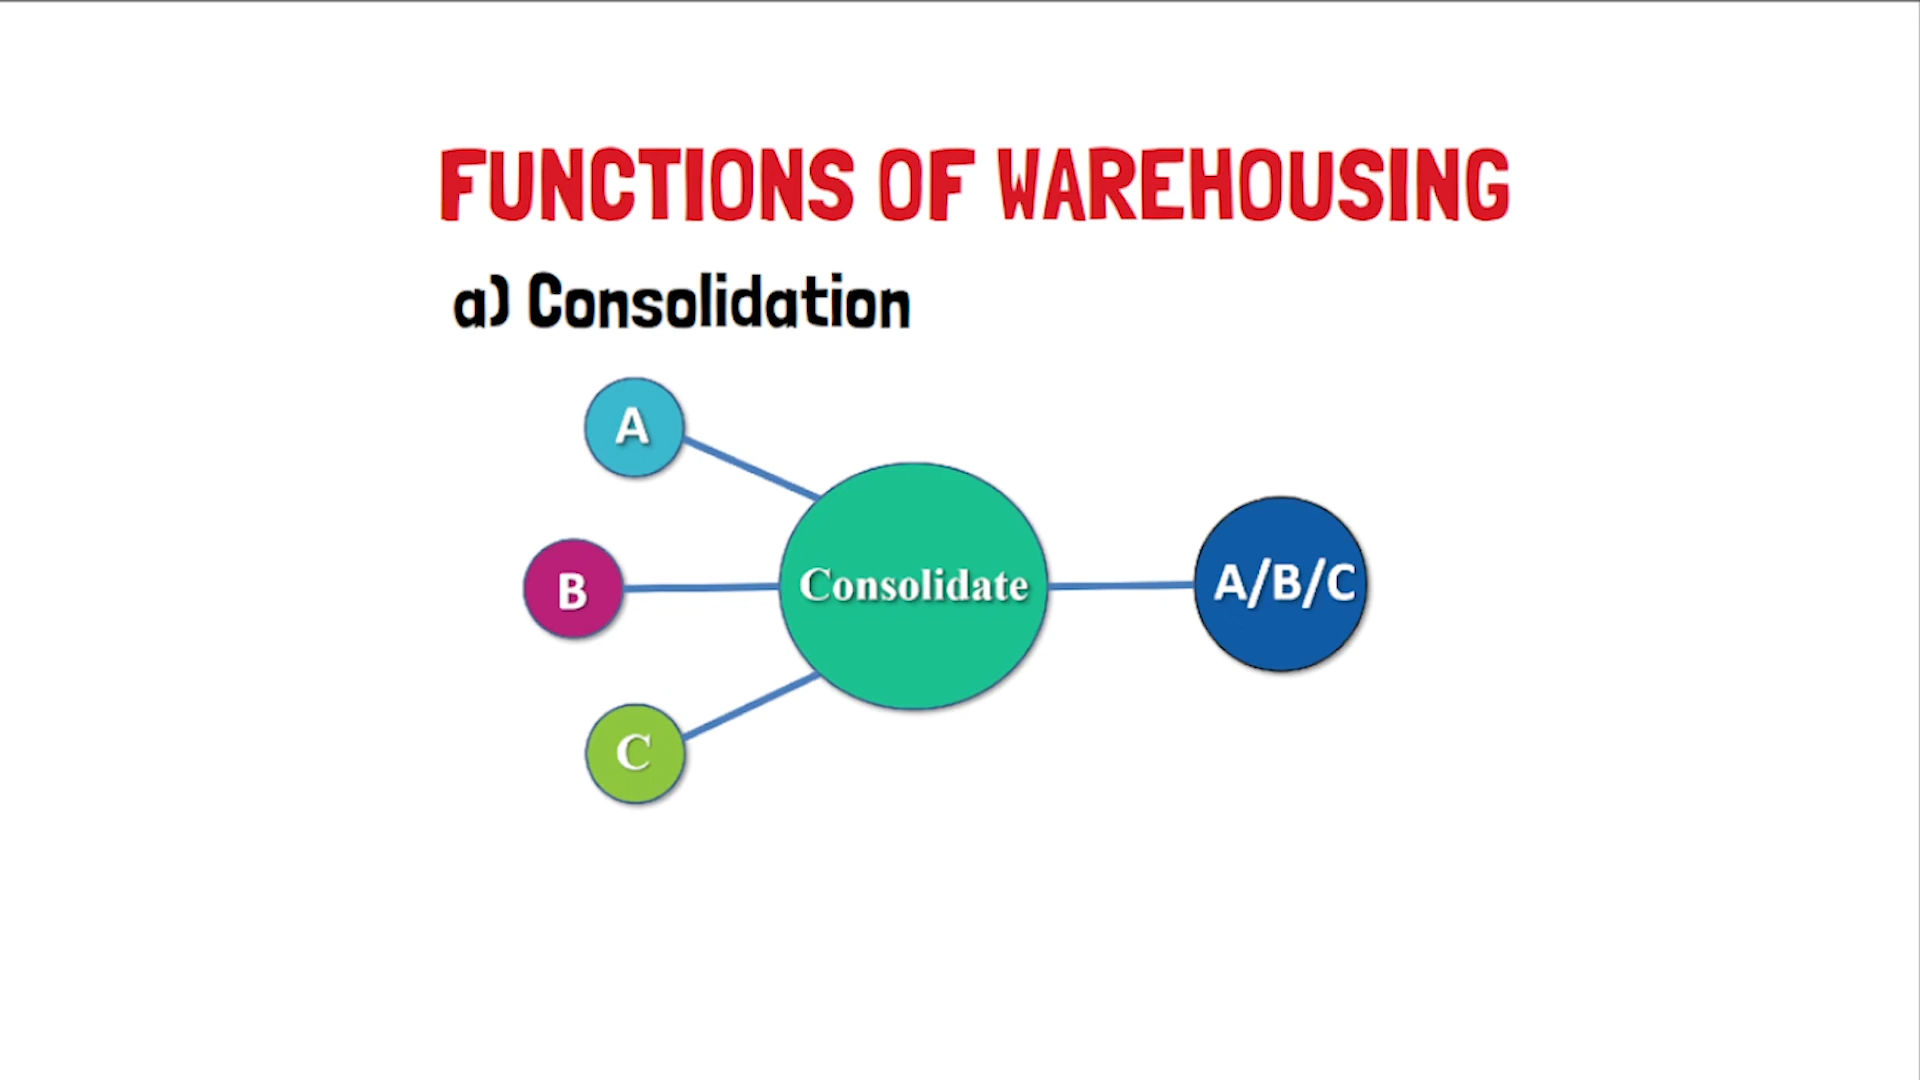 FUNCTIONS OF WAREHOUSING
a) Consolidation
A
B
Consolidate
A/B/C
C